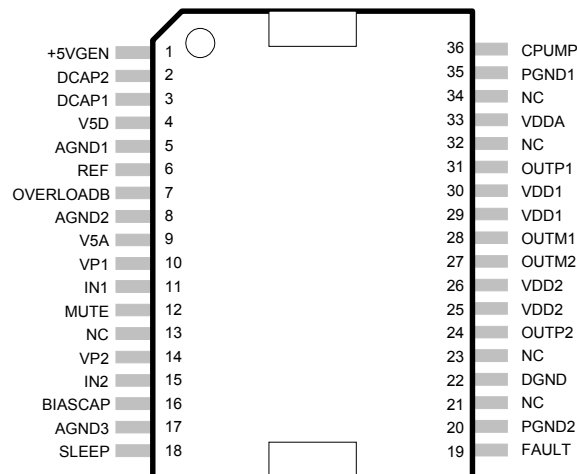 +5VGEN 1 36 CPUMP
DCAP2 2 35 PGND1
DCAP1 3 34 NC
V5D 4 33 VDDA
AGND1 5 32 NC
REF 6 31 OUTP1
OVERLOADB 7 30 VDD1
AGND2 8 29 VDD1
V5A 9 28 OUTM1
VP1 10 27 OUTM2
IN1 11 26 VDD2
MUTE 12 25 VDD2
NC 13 24 OUTP2
VP2 14 23 NC
IN2 15 22 DGND
BIASCAP 16 21 NC
AGND3 17 20 PGND2
SLEEP 18 19 FAULT